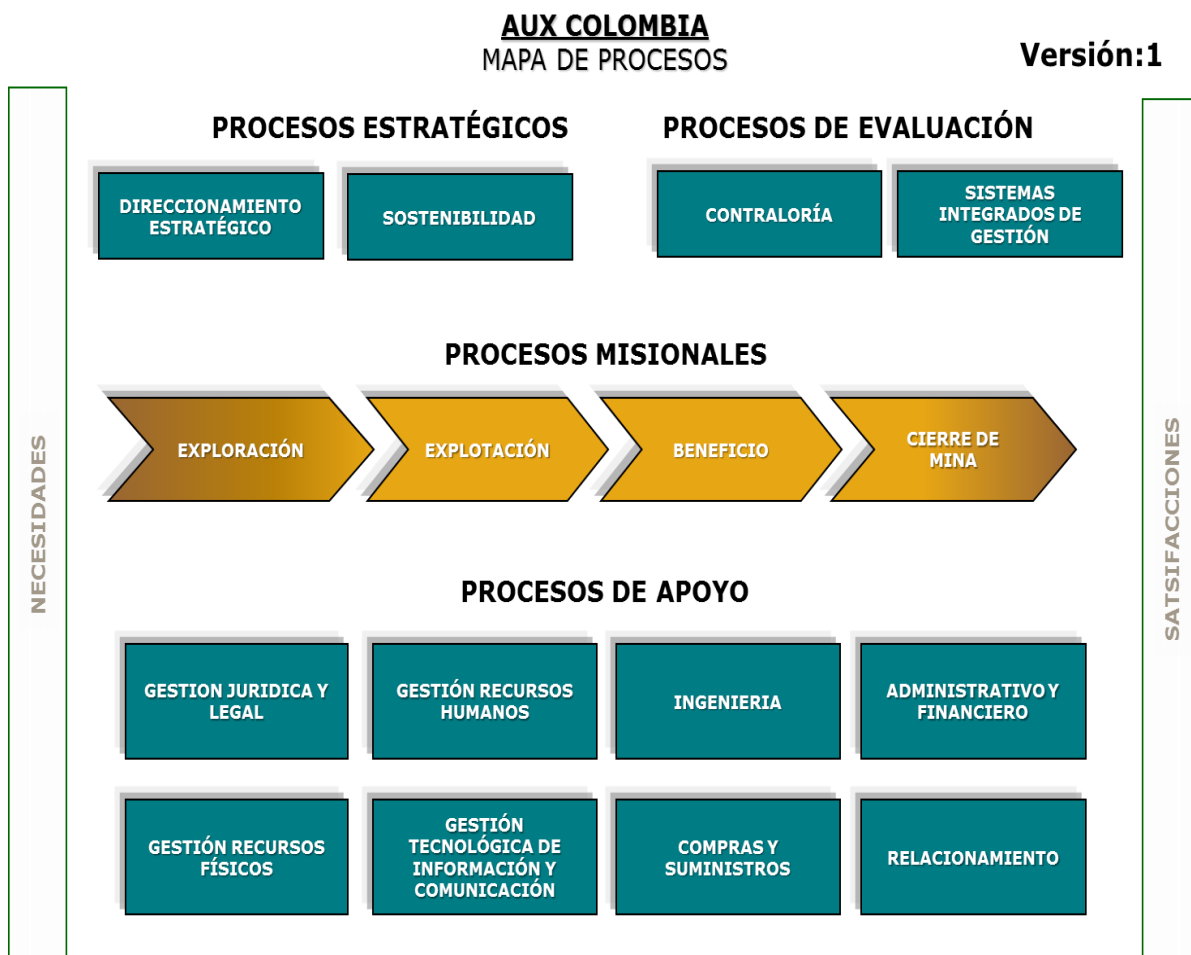 AUX COLOMBIA
MAPA DE PROCESOS
Versión:1
PROCESOS ESTRATÉGICOS
PROCESOS DE EVALUACIÓN
DIRECCIONAMIENTO
ESTRATÉGICO
SOSTENIBILIDAD
CONTRALORÍA
SISTEMAS
INTEGRADOS DE
GESTIÓN
NECESIDADES
PROCESOS MISIONALES
EXPLORACIÓN
EXPLOTACIÓN
BENEFICIO
CIERRE DE
MINA
SATSIFACCIONES
PROCESOS DE APOYO
GESTION JURIDICA Y
LEGAL
GESTIÓN RECURSOS
HUMANOS
INGENIERIA
ADMINISTRATIVO Y
FINANCIERO
GESTIÓN RECURSOS
FÍSICOS
GESTIÓN
TECNOLÓGICA DE
INFORMACIÓN Y
COMUNICACIÓN
COMPRAS Y
SUMINISTROS
RELACIONAMIENTO